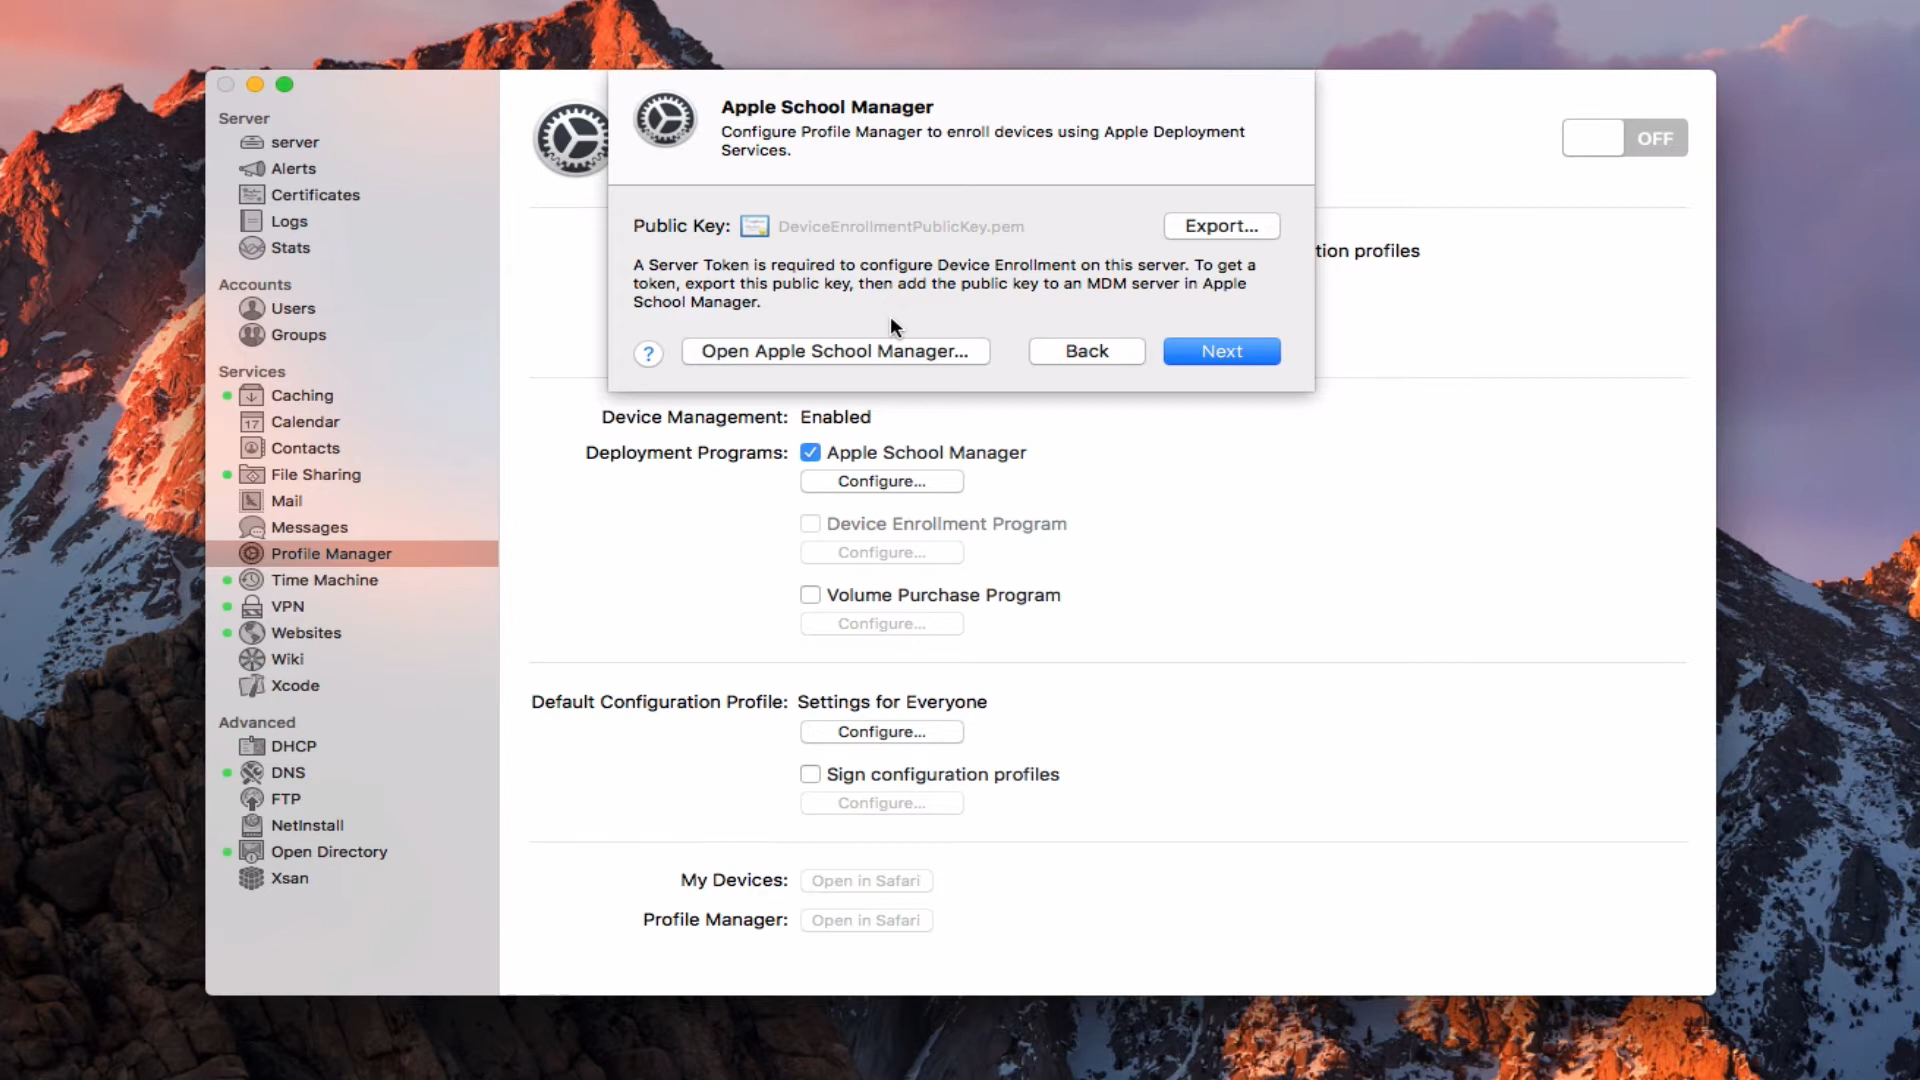 Server
server
Alerts
Certificates
Logs
Stats
Accounts
Users
Groups
Services
Caching
17
Calendar
Contacts
File Sharing
Mail
Messages
Profile Manager
Time Machine
VPN
Websites
Wiki
Xcode
Advanced
DHCP
DNS
FTP
NetInstall
Open Directory
Xsan
Apple School Manager
Configure Profile Manager to enroll devices using Apple Deployment
Services.
OFF
Public Key:
DeviceEnrollmentPublicKey.pem
Export...
tion profiles
A Server Token is required to configure Device Enrollment on this server. To get a
token, export this public key, then add the public key to an MDM server in Apple
School Manager.
?
Open Apple School Manager...
Back
Next
Device Management: Enabled
Deployment Programs: Apple School Manager
Configure...
Device Enrollment Program
Configure...
Volume Purchase Program
Configure...
Default Configuration Profile: Settings for Everyone
Configure...
Sign configuration profiles
Configure...
My Devices: Open in Safari
Profile Manager: Open in Safari